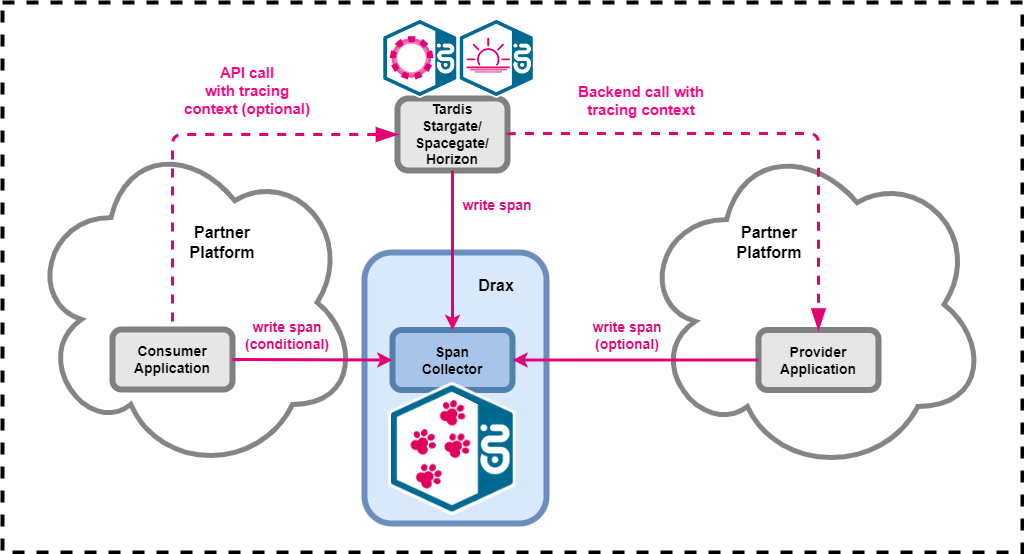 API call
with tracing
context (optional)
Backend call with
tracing context
Tardis
Stargate/
Spacegate/
Horizon
write span
Partner
Platform
Partner
Platform
Drax
write span
(conditional)
write span
(optional)
Consumer
Application
Span
Collector
Provider
Application